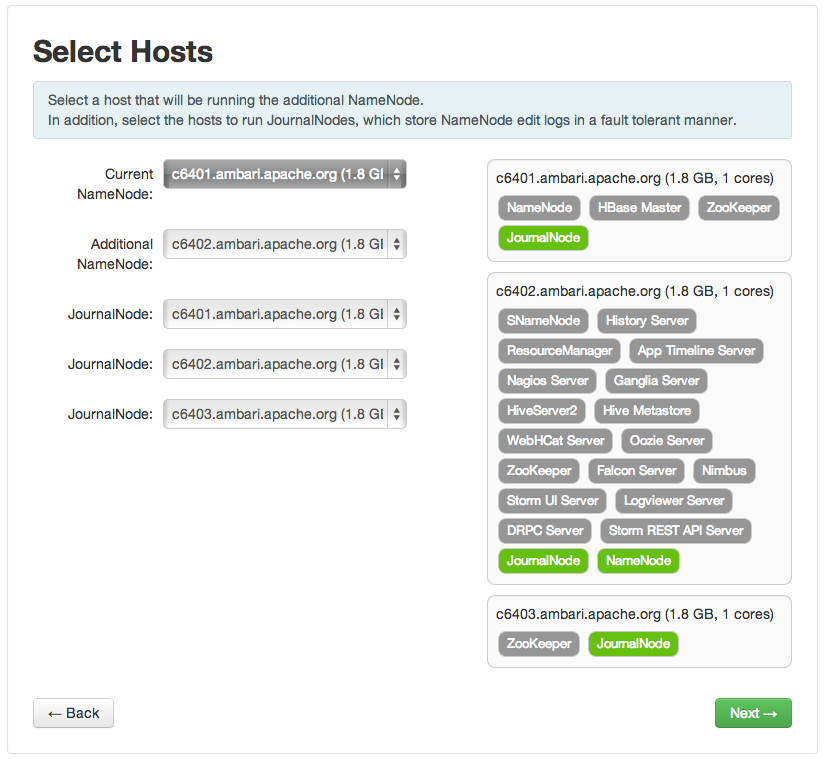 Select Hosts
Select a host that will be running the additional NameNode.
In addition, select the hosts to run JournalNodes, which store NameNode edit logs in a fault tolerant manner.
Current
NameNode:
c6401.ambari.apache.org (1.8 GI
Additional
NameNode:
c6402.ambari.apache.org (1.8 GI
JournalNode:
c6401.ambari.apache.org (1.8 GI
JournalNode:
c6402.ambari.apache.org (1.8 GI
JournalNode:
c6403.ambari.apache.org (1.8 GI
c6401.ambari.apache.org (1.8 GB, 1 cores)
NameNode HBase Master ZooKeeper
JournalNode
c6402.ambari.apache.org (1.8 GB, 1 cores)
SNameNode History Server
ResourceManager App Timeline Server
Nagios Server Ganglia Server
HiveServer2 Hive Metastore
WebHCat Server Oozie Server
ZooKeeper Falcon Server Nimbus
Storm UI Server Logviewer Server
DRPC Server Storm REST API Server
JournalNode NameNode
c6403.ambari.apache.org (1.8 GB, 1 cores)
ZooKeeper JournalNode
← Back
Next →